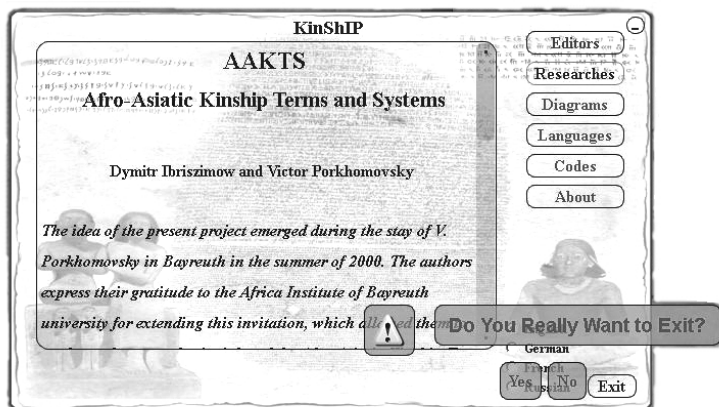 KinShIP
AAKTS
Afro-Asiatic Kinship Terms and Systems
Dymitr Ibriszimow and Victor Porkhomovsky
The idea of the present project emerged during the stay of V.
Porkhomovsky in Bayreuth in the summer of 2000. The authors
express their gratitude to the Africa Institute of Bayreuth
university for extending this invitation, which allowed them
Editors
Researches
Diagrams
Languages
Codes
About
Do You Really Want to Exit?
German
French
Russian
Yes
No
Exit